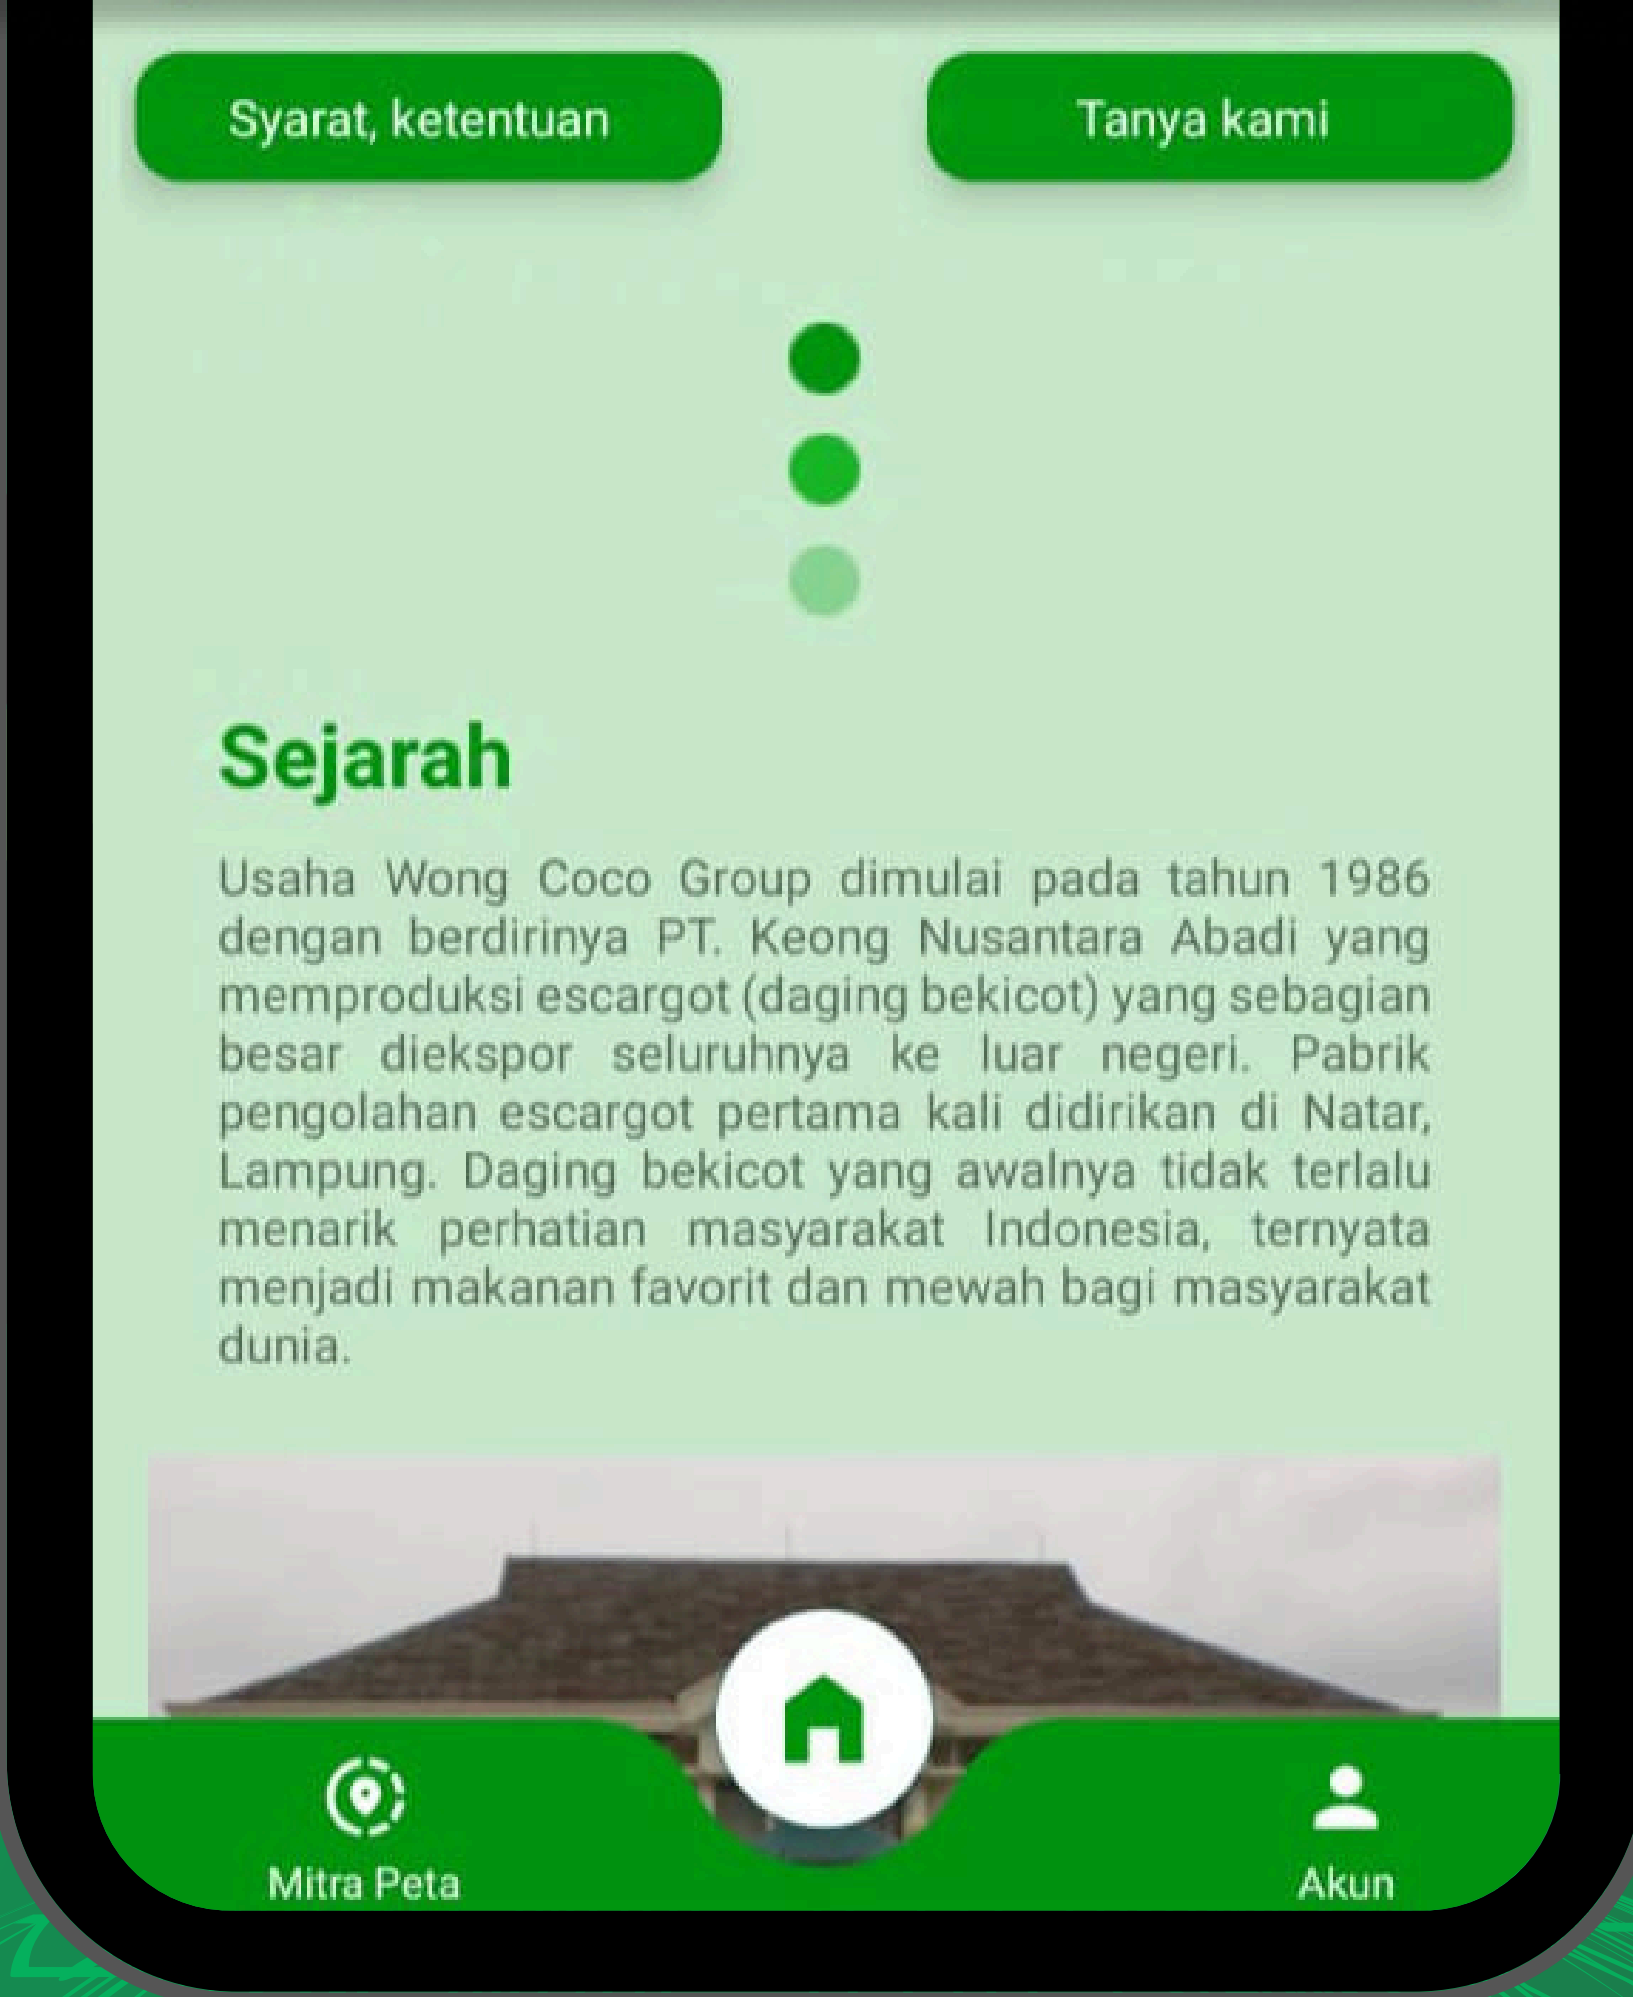 Syarat, ketentuan
Tanya kami
Sejarah
Usaha Wong Coco Group dimulai pada tahun 1986
dengan berdirinya PT. Keong Nusantara Abadi yang
memproduksi escargot (daging bekicot) yang sebagian
besar diekspor seluruhnya ke luar negeri. Pabrik
pengolahan escargot pertama kali didirikan di Natar,
Lampung. Daging bekicot yang awalnya tidak terlalu
menarik perhatian masyarakat Indonesia, ternyata
menjadi makanan favorit dan mewah bagi masyarakat
dunia.
Mitra Peta
Akun